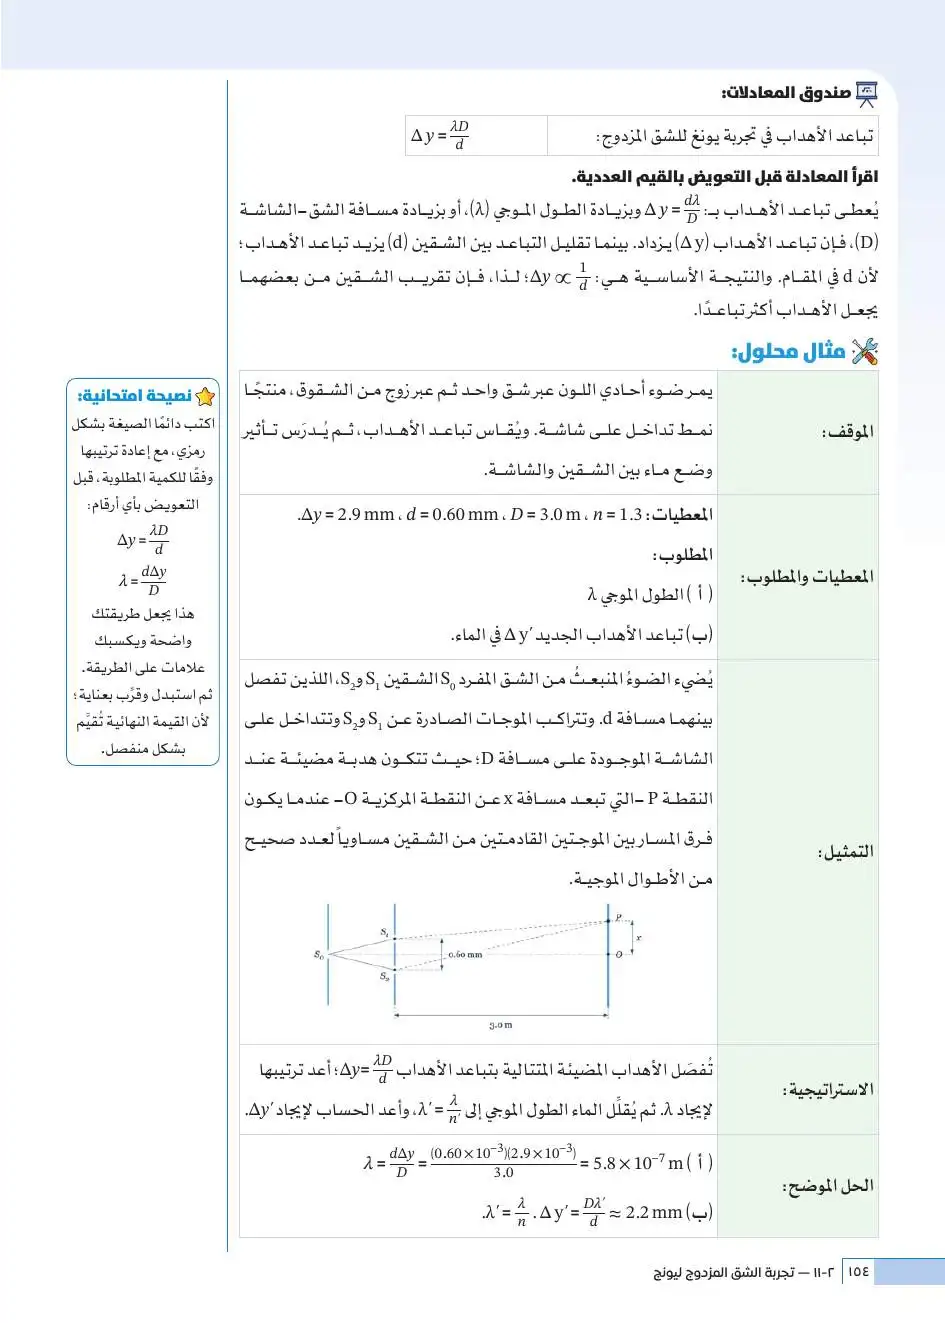 صندوق المعادلات:
تباعد الأهداب في تجربة يونغ للشق المزدوج: Δy = λD/d
اقرأ المعادلة قبل التعويض بالقيم العددية.
يُعطى تباعد الأهداب بـ: Δy = dλ/D وبزيادة الطول الموجي (λ)، أو بزيادة مسافة الشق–الشاشة
(D)، فإن تباعد الأهداب (Δy) يزداد. بينما تقليل التباعد بين الشقين (d) يزيد تباعد الأهداب؛
لأن d في المقام. والنتيجة الأساسية هي: Δy ∝ 1/d؛ لذا، فإن تقريب الشقين من بعضهما
يجعل الأهداب أكثر تباعدًا.
مثال محلول:
الموقف:
يمر ضوء أحادي اللون عبر شق واحد ثم عبر زوج من الشقوق، منتجًا
نمط تداخل على شاشة. ويُقاس تباعد الأهداب، ثم يُدرَس تأثير
وضع ماء بين الشقين والشاشة.
المعطيات والمطلوب:
المعطيات: Δy = 2.9 mm ، d = 0.60 mm ، D = 3.0 m ، n = 1.3.
المطلوب:
( أ ) الطول الموجي λ
(ب) تباعد الأهداب الجديد Δy′ في الماء.
التمثيل:
يُضيء الضوءُ المنبعثُ من الشق المفرد S₀ الشقين S₁ وS₂، اللذين تفصل
بينهما مسافة d. وتتراكب الموجات الصادرة عن S₁ وS₂ وتتداخل على
الشاشة الموجودة على مسافة D؛ حيث تتكون هدبة مضيئة عند
النقطة P –التي تبعد مسافة x عن النقطة المركزية O– عندما يكون
فرق المسار بين الموجتين القادمتين من الشقين مساوياً لعدد صحيح
من الأطوال الموجية.
P
S₁
x
S₀
0.60 mm
O
S₂
3.0 m
الاستراتيجية:
تُفصَل الأهداب المضيئة المتتالية بتباعد الأهداب Δy= λD/d؛ أعد ترتيبها
لإيجاد λ. ثم يُقلِّل الماء الطول الموجي إلى λ′ = λ/n′، وأعد الحساب لإيجاد Δy′.
الحل الموضح:
( أ ) λ = dΔy/D = (0.60 × 10⁻³)(2.9 × 10⁻³)/3.0 = 5.8 × 10⁻⁷ m
(ب) λ′ = λ/n . Δy′ = Dλ′/d ≈ 2.2 mm.
نصيحة امتحانية:
اكتب دائمًا الصيغة بشكل
رمزي، مع إعادة ترتيبها
وفقًا للكمية المطلوبة، قبل
التعويض بأي أرقام:
Δy = λD/d
λ = dΔy/D
هذا يجعل طريقتك
واضحة ويكسبك
علامات على الطريقة.
ثم استبدل وقرِّب بعناية؛
لأن القيمة النهائية تُقيَّم
بشكل منفصل.
١٥٤ ٢-١١ — تجربة الشق المزدوج ليونج